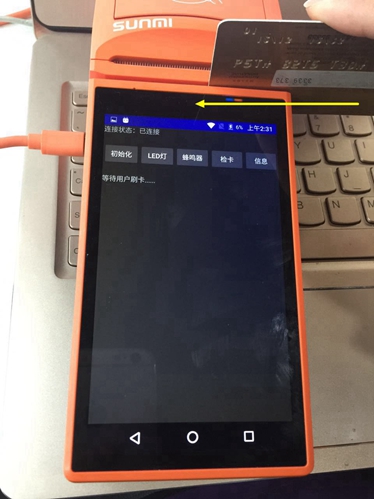 SUNMI
6% 上午2:31
连接状态：已连接
初始化 LED灯 蜂鸣器 检卡 信息
等待用户刷卡......